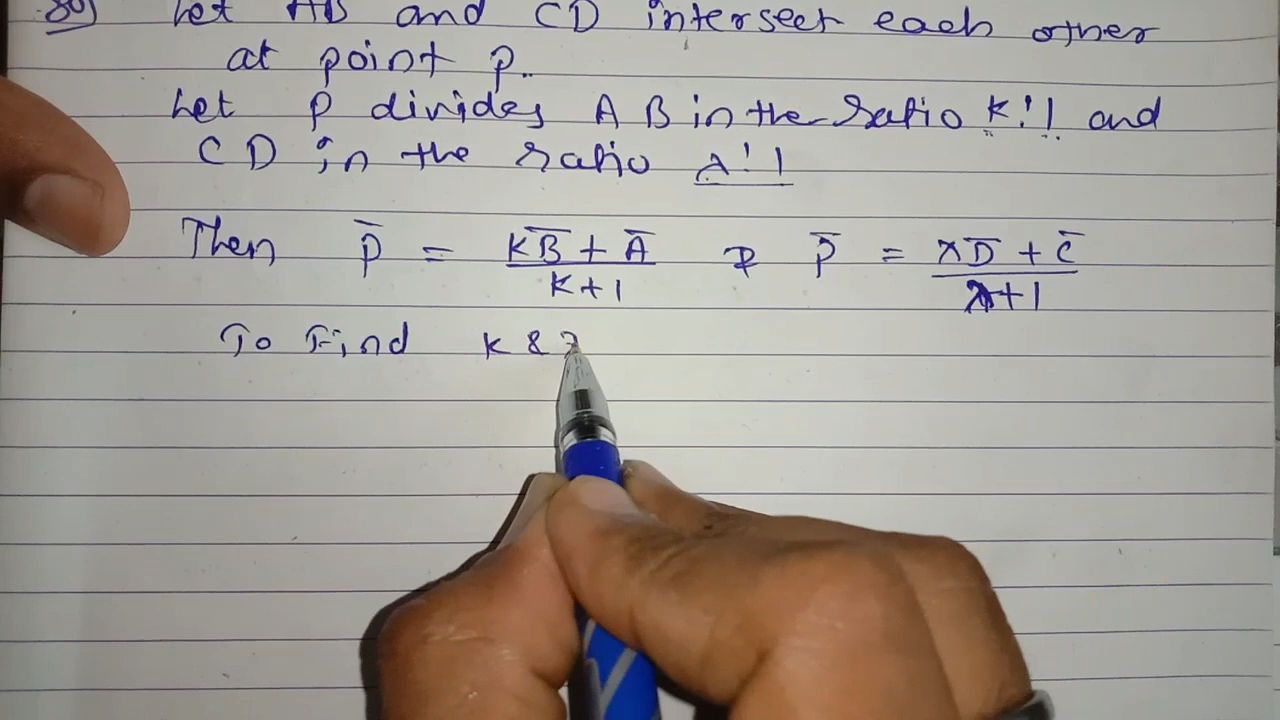 Sol Let AB and CD intersect each other
at point P.
Let P divides AB in the ratio K:1 and
CD in the ratio λ:1
Then P̄ = (KB̄ + Ā)/(K+1) & P̄ = (λD̄ + C̄)/(λ+1)
To Find K &